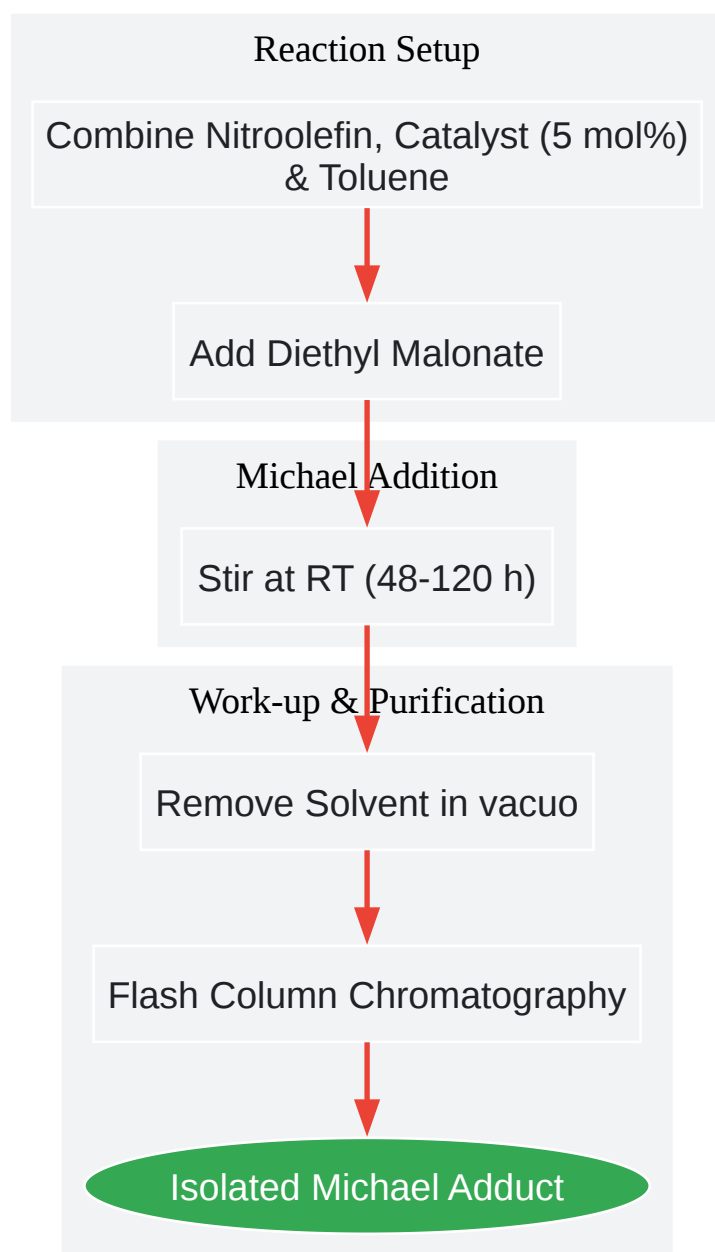 Reaction Setup
Combine Nitroolefin, Catalyst (5 mol%)
& Toluene
Add Diethyl Malonate
Michael Addition
Stir at RT (48-120 h)
Work-up & Purification
Remove Solvent in vacuo
Flash Column Chromatography
Isolated Michael Adduct